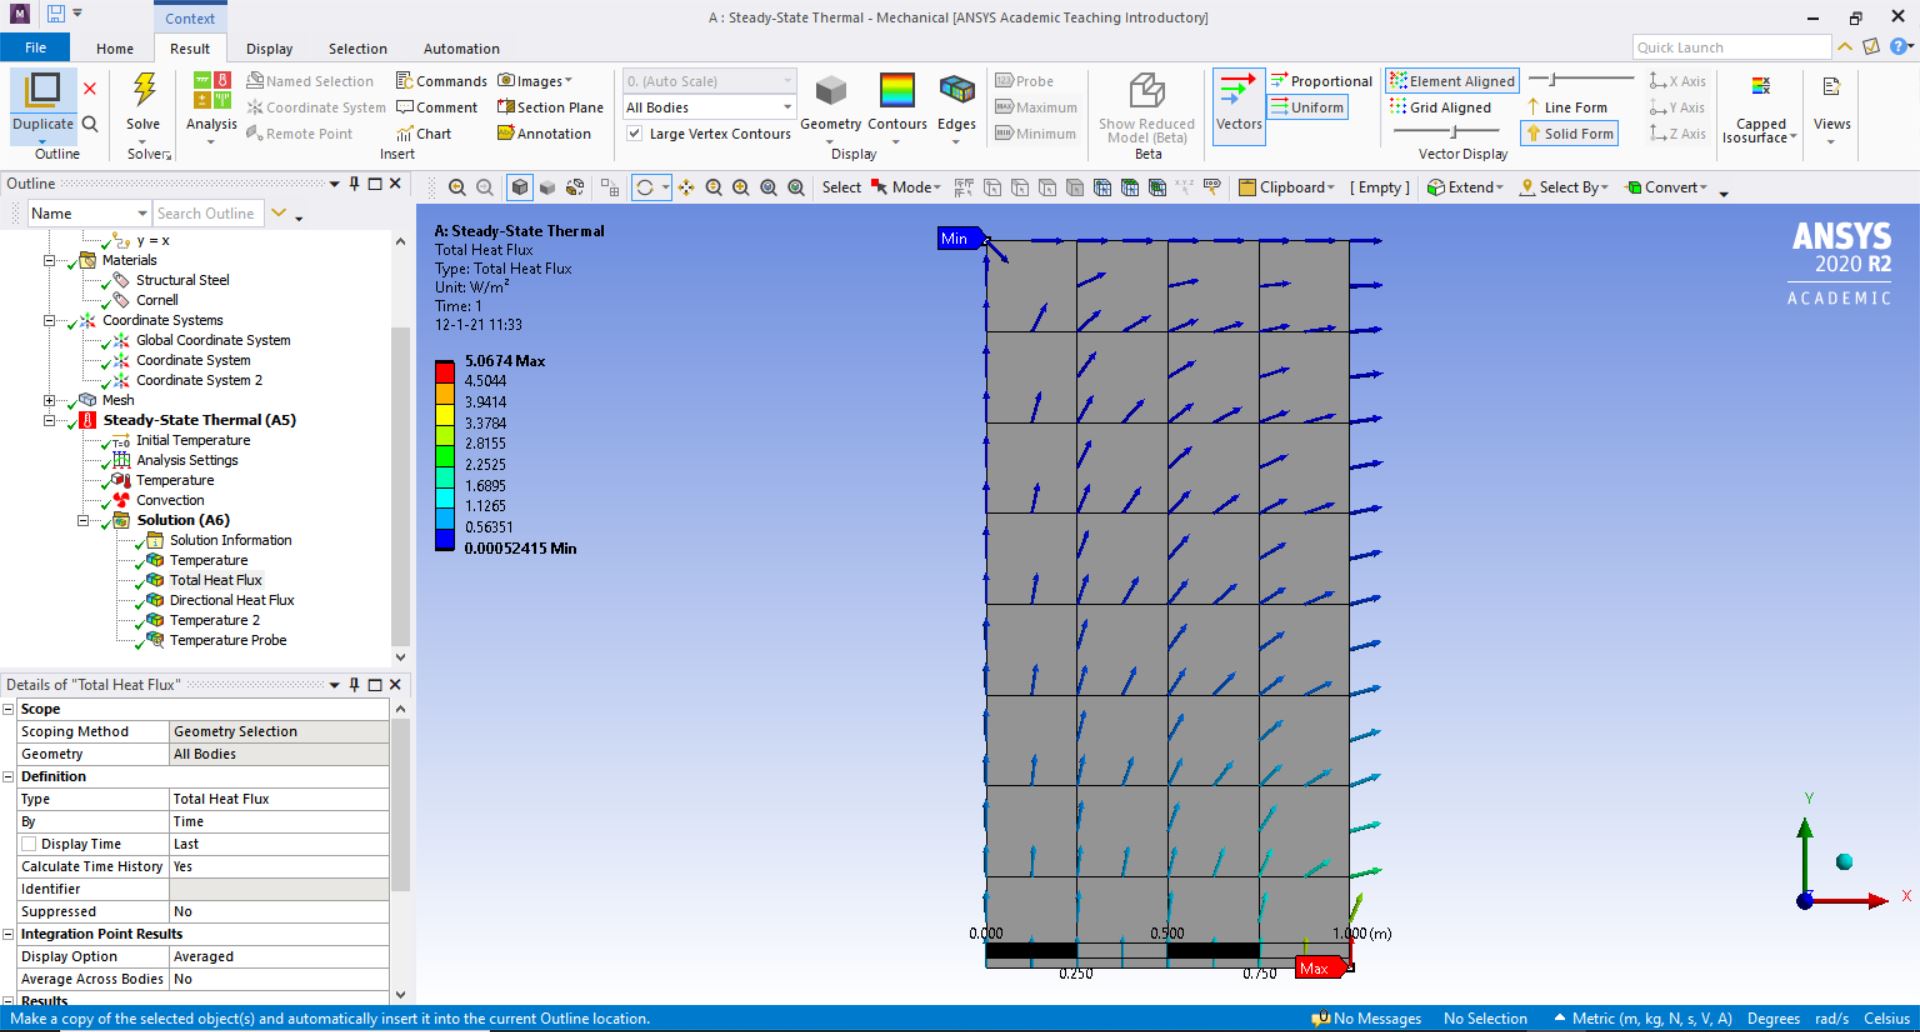 Context
A : Steady-State Thermal - Mechanical [ANSYS Academic Teaching Introductory]
File Home Result Display Selection Automation
Quick Launch
Duplicate
Outline
Solve
Solver
Analysis
Named Selection
Coordinate System
Remote Point
Commands
Comment
Chart
Images
Section Plane
Annotation
Insert
0. (Auto Scale)
All Bodies
Large Vertex Contours
Geometry
Contours
Edges
Display
Probe
Maximum
Minimum
Show Reduced
Model (Beta)
Beta
Vectors
Proportional
Uniform
Element Aligned
Grid Aligned
Line Form
Solid Form
X Axis
Y Axis
Z Axis
Vector Display
Capped
Isosurface
Views
Outline
Name
Search Outline
Select Mode Clipboard [ Empty ] Extend Select By Convert
y = x
Materials
Structural Steel
Cornell
Coordinate Systems
Global Coordinate System
Coordinate System
Coordinate System 2
Mesh
Steady-State Thermal (A5)
T=0 Initial Temperature
Analysis Settings
Temperature
Convection
Solution (A6)
Solution Information
Temperature
Total Heat Flux
Directional Heat Flux
Temperature 2
Temperature Probe
Details of "Total Heat Flux"
Scope
Scoping Method Geometry Selection
Geometry All Bodies
Definition
Type Total Heat Flux
By Time
Display Time Last
Calculate Time History Yes
Identifier
Suppressed No
Integration Point Results
Display Option Averaged
Average Across Bodies No
Results
A: Steady-State Thermal
Total Heat Flux
Type: Total Heat Flux
Unit: W/m²
Time: 1
12-1-21 11:33
5.0674 Max
4.5044
3.9414
3.3784
2.8155
2.2525
1.6895
1.1265
0.56351
0.00052415 Min
Min
ANSYS
2020 R2
ACADEMIC
0.000 0.500 1.000 (m)
0.250 0.750
Max
Y
X
Make a copy of the selected object(s) and automatically insert it into the current Outline location.
No Messages No Selection Metric (m, kg, N, s, V, A) Degrees rad/s Celsius